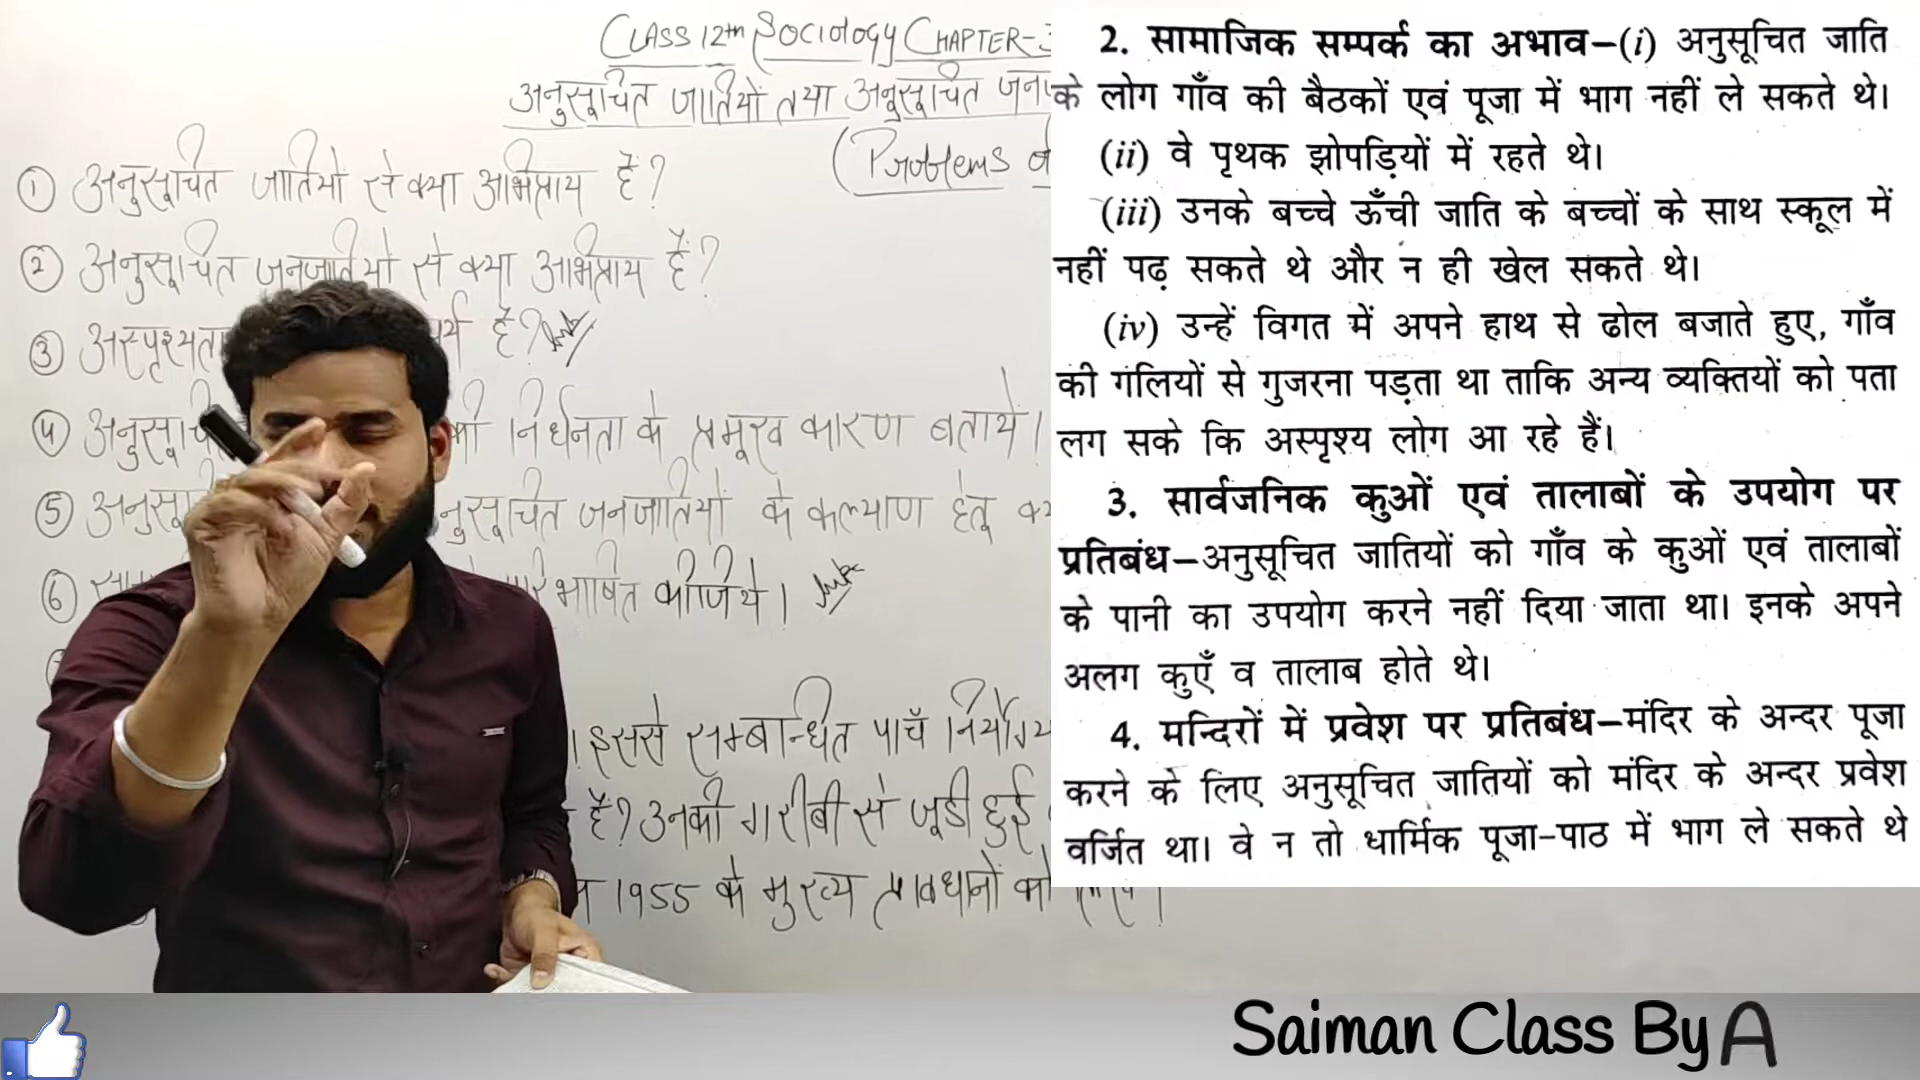 CLASS 12th SOCIOLOGY CHAPTER-3
अनुसूचित जातियों तथा अनुसूचित
(Problems of
① अनुसूचित जातियों से क्या अभिप्राय है?
② अनुसूचित जनजातियों से क्या अभिप्राय है?
③ अस्पृश्यता है?
④ की निर्धनता के प्रमूख कारण बताये।
⑤ जनजातियों के कल्याण हेतू
⑥ कीजिये।
इससे सम्बन्धित पाँच
है? उनकी गरीबी से जूडी हुई
1955 के मुख्य प्रावधानों को
2. सामाजिक सम्पर्क का अभाव–(i) अनुसूचित जाति
के लोग गाँव की बैठकों एवं पूजा में भाग नहीं ले सकते थे।
(ii) वे पृथक झोपड़ियों में रहते थे।
(iii) उनके बच्चे ऊँची जाति के बच्चों के साथ स्कूल में
नहीं पढ़ सकते थे और न ही खेल सकते थे।
(iv) उन्हें विगत में अपने हाथ से ढोल बजाते हुए, गाँव
की गलियों से गुजरना पड़ता था ताकि अन्य व्यक्तियों को पता
लग सके कि अस्पृश्य लोग आ रहे हैं।
3. सार्वजनिक कुओं एवं तालाबों के उपयोग पर
प्रतिबंध–अनुसूचित जातियों को गाँव के कुओं एवं तालाबों
के पानी का उपयोग करने नहीं दिया जाता था। इनके अपने
अलग कुएँ व तालाब होते थे।
4. मन्दिरों में प्रवेश पर प्रतिबंध–मंदिर के अन्दर पूजा
करने के लिए अनुसूचित जातियों को मंदिर के अन्दर प्रवेश
वर्जित था। वे न तो धार्मिक पूजा-पाठ में भाग ले सकते थे
Saiman Class By A